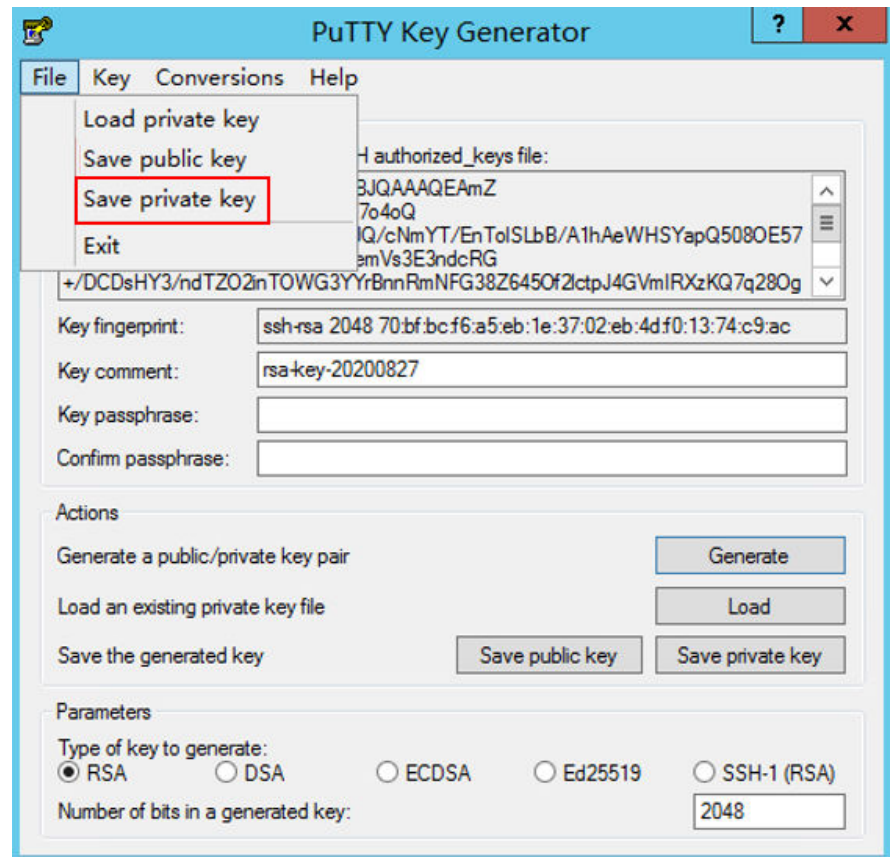 PuTTY Key Generator
? x
File Key Conversions Help
Load private key
Save public key
Save private key
Exit
H authorized_keys file:
BJQAAAQEAmZ
7o4oQ
IQ/cNmYT/EnToISLbB/A1hAeWHSYapQ508OE57
emVs3E3ndcRG
+/DCDsHY3/ndTZO2inTOWG3YYrBnnRmNFG38Z645Of2lctpJ4GVmIRXzKQ7q28Og
Key fingerprint: ssh-rsa 2048 70:bf:bc:f6:a5:eb:1e:37:02:eb:4d:f0:13:74:c9:ac
Key comment: rsa-key-20200827
Key passphrase:
Confirm passphrase:
Actions
Generate a public/private key pair Generate
Load an existing private key file Load
Save the generated key Save public key Save private key
Parameters
Type of key to generate:
RSA DSA ECDSA Ed25519 SSH-1 (RSA)
Number of bits in a generated key: 2048